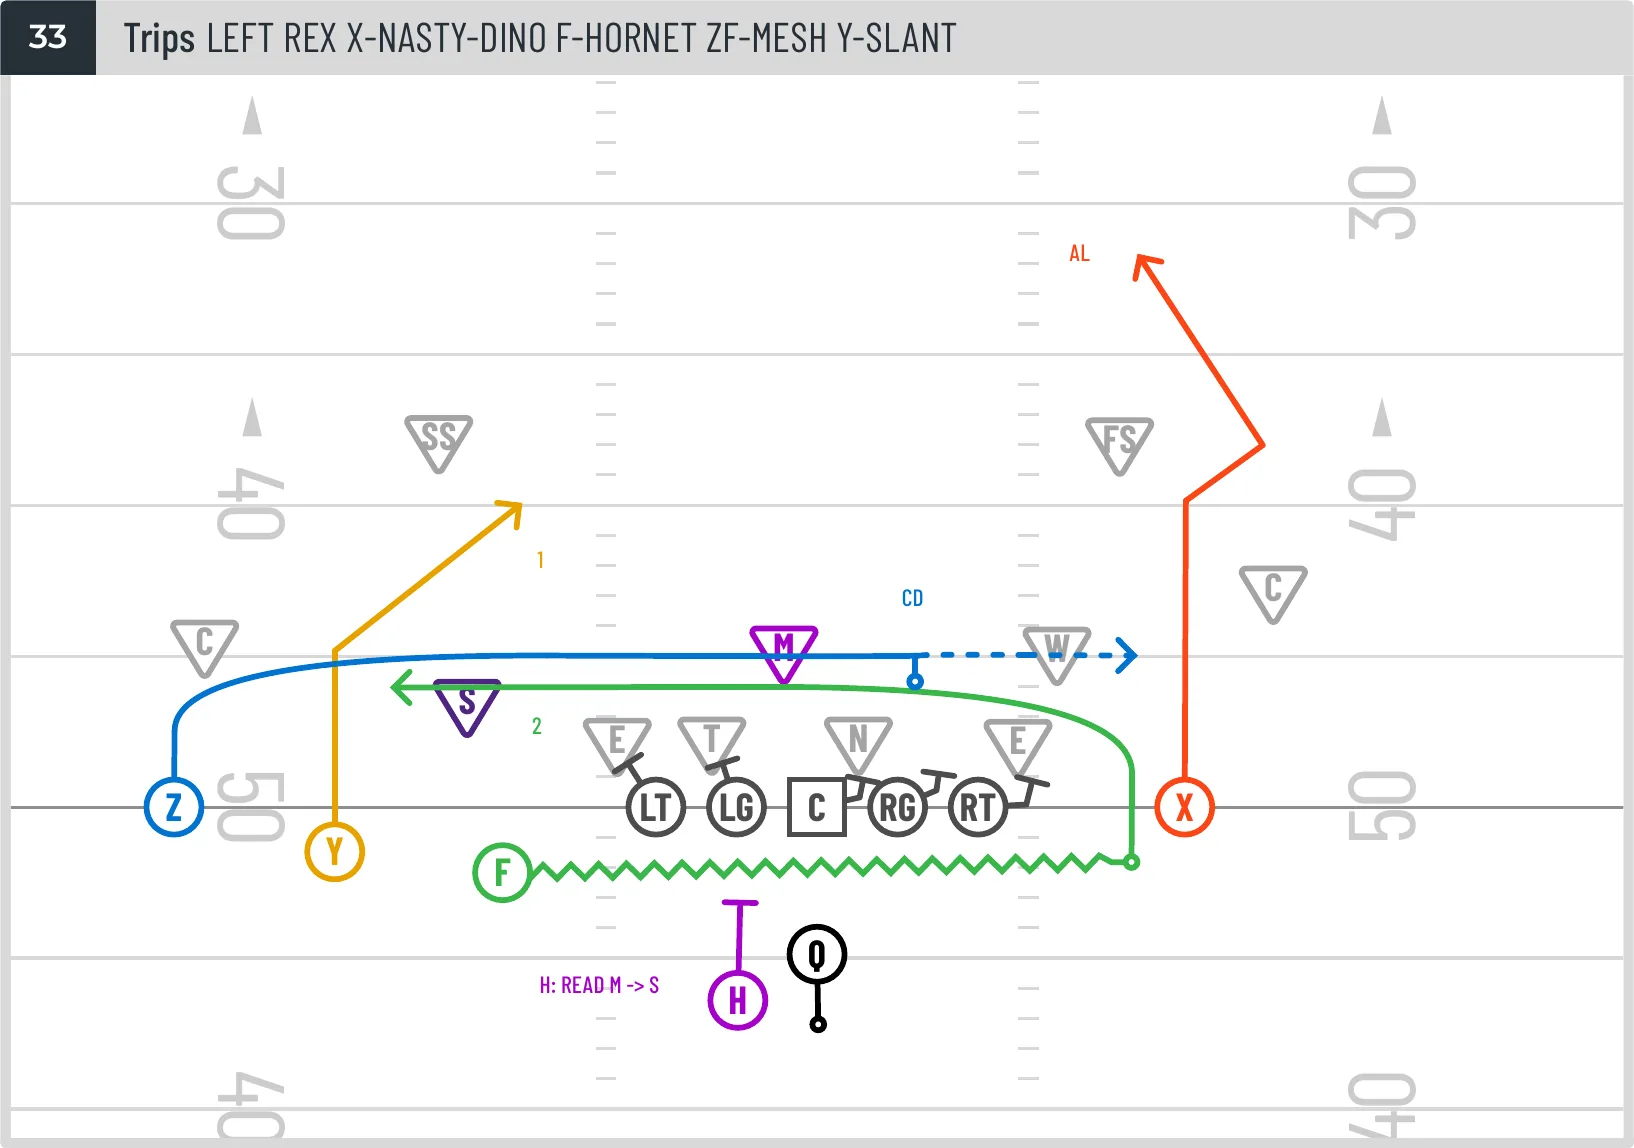 33 Trips LEFT REX X-NASTY-DINO F-HORNET ZF-MESH Y-SLANT
30 30
AL
SS FS
40 40
1
C
CD
C M W
S
2
E T N E
Z 50 LT LG C RG RT X 50
Y
F
Q
H: READ M -> S H
40 40